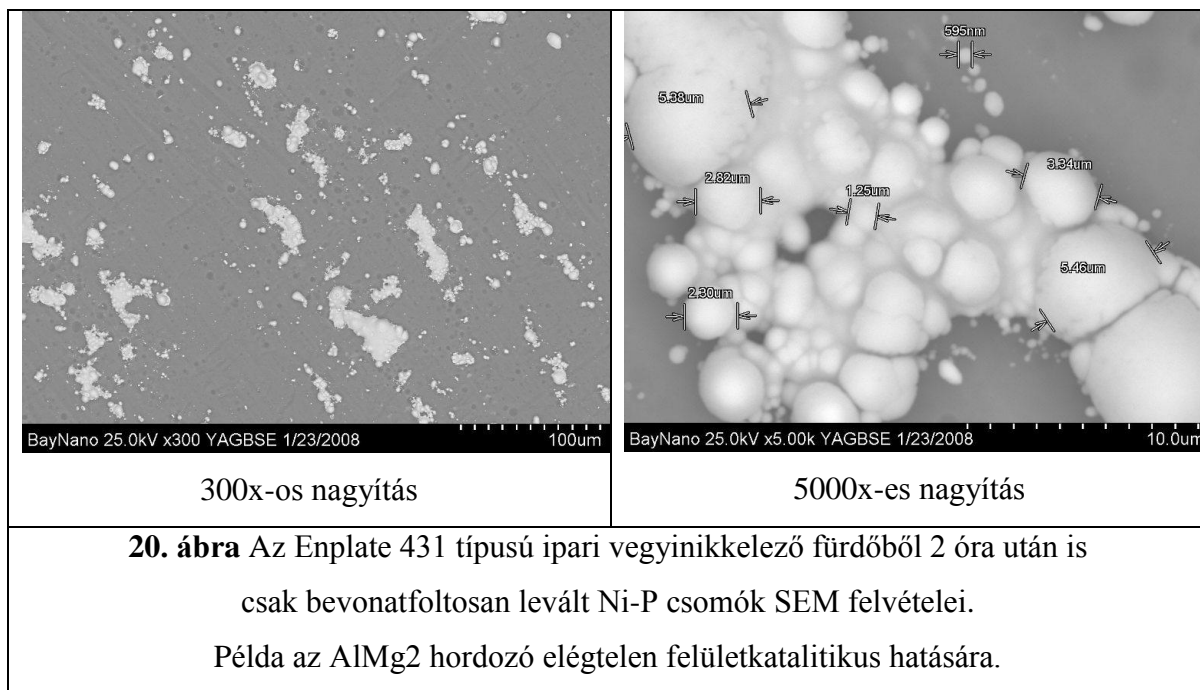 BayNano 25.0kV x300 YAGBSE 1/23/2008 100um
595nm
5.38um
2.82um
1.25um
3.34um
5.46um
2.30um
BayNano 25.0kV x5.00k YAGBSE 1/23/2008 10.0um
300x-os nagyítás
5000x-es nagyítás
20. ábra Az Enplate 431 típusú ipari vegyinikkelező fürdőből 2 óra után is
csak bevonatfoltosan levált Ni-P csomók SEM felvételei.
Példa az AlMg2 hordozó elégtelen felületkatalitikus hatására.